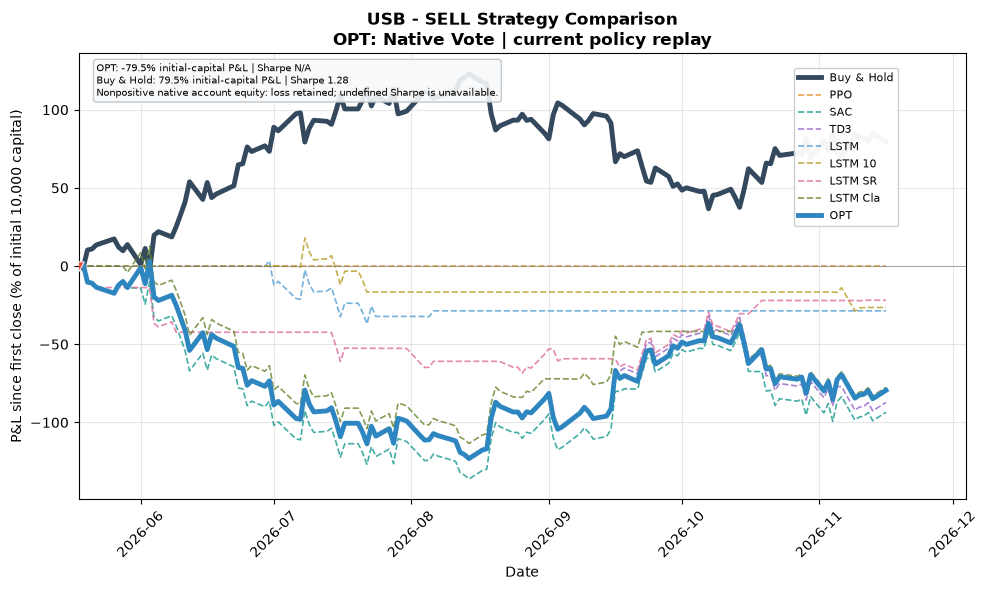 USB - SELL Strategy Comparison
OPT: Native Vote | current policy replay
OPT: -79.5% initial-capital P&L | Sharpe N/A
Buy & Hold: 79.5% initial-capital P&L | Sharpe 1.28
Nonpositive native account equity: loss retained; undefined Sharpe is unavailable.
Buy & Hold
PPO
SAC
TD3
LSTM
LSTM 10
LSTM SR
LSTM Cla
OPT
P&L since first close (% of initial 10,000 capital)
100
50
0
−50
−100
2026-06
2026-07
2026-08
2026-09
2026-10
2026-11
2026-12
Date